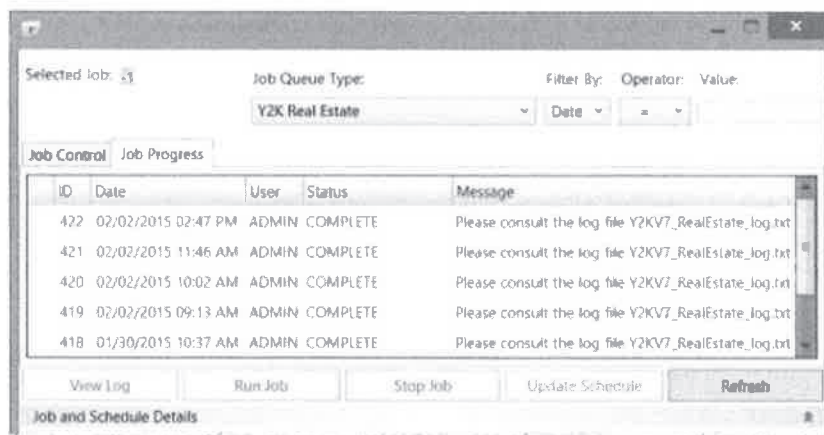 Selected Job: -1
Job Queue Type:
Filter By: Operator: Value:
Y2K Real Estate
Date =
Job Control Job Progress
ID Date User Status Message
422 02/02/2015 02:47 PM ADMIN COMPLETE Please consult the log file Y2KV7_RealEstate_log.txt
421 02/02/2015 11:46 AM ADMIN COMPLETE Please consult the log file Y2KV7_RealEstate_log.txt
420 02/02/2015 10:02 AM ADMIN COMPLETE Please consult the log file Y2KV7_RealEstate_log.txt
419 02/02/2015 09:13 AM ADMIN COMPLETE Please consult the log file Y2KV7_RealEstate_log.txt
418 01/30/2015 10:37 AM ADMIN COMPLETE Please consult the log file Y2KV7_RealEstate_log.txt
View Log Run Job Stop Job Update Schedule Refresh
Job and Schedule Details